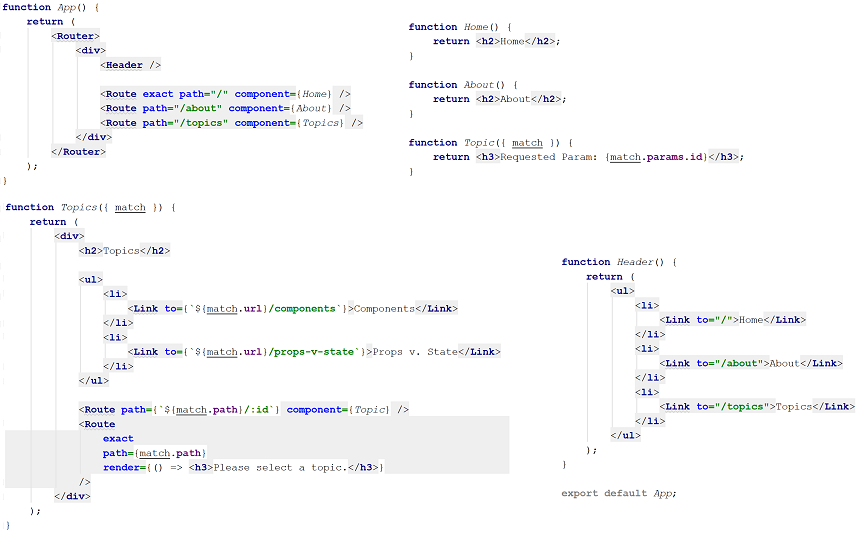 function App() {
    return (
        <Router>
            <div>
                <Header />

                <Route exact path="/" component={Home} />
                <Route path="/about" component={About} />
                <Route path="/topics" component={Topics} />
            </div>
        </Router>
    );
}

function Home() {
    return <h2>Home</h2>;
}

function About() {
    return <h2>About</h2>;
}

function Topic({ match }) {
    return <h3>Requested Param: {match.params.id}</h3>;
}

function Topics({ match }) {
    return (
        <div>
            <h2>Topics</h2>

            <ul>
                <li>
                    <Link to={`${match.url}/components`}>Components</Link>
                </li>
                <li>
                    <Link to={`${match.url}/props-v-state`}>Props v. State</Link>
                </li>
            </ul>

            <Route path={`${match.path}/:id`} component={Topic} />
            <Route
                exact
                path={match.path}
                render={() => <h3>Please select a topic.</h3>}
            />
        </div>
    );
}

function Header() {
    return (
        <ul>
            <li>
                <Link to="/">Home</Link>
            </li>
            <li>
                <Link to="/about">About</Link>
            </li>
            <li>
                <Link to="/topics">Topics</Link>
            </li>
        </ul>
    );
}

export default App;